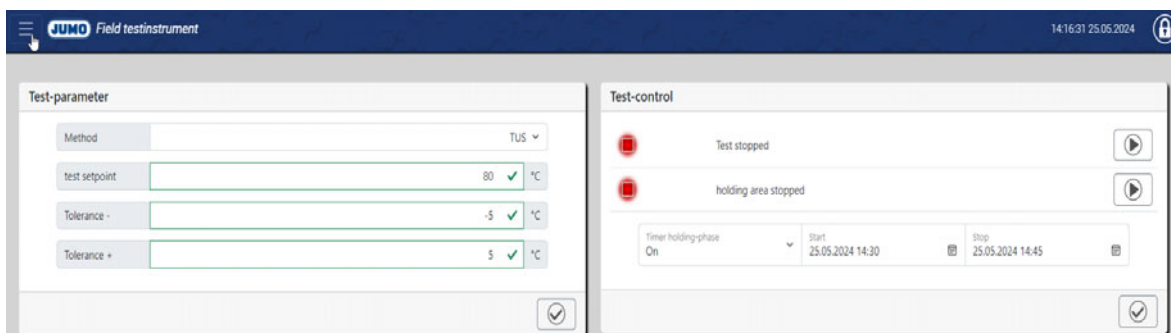 JUMO Field testinstrument
14:16:31 25.05.2024
Test-parameter
Method TUS
test setpoint 80 °C
Tolerance - -5 °C
Tolerance + 5 °C
Test-control
Test stopped
holding area stopped
Timer holding-phase
On
Start
25.05.2024 14:30
Stop
25.05.2024 14:45